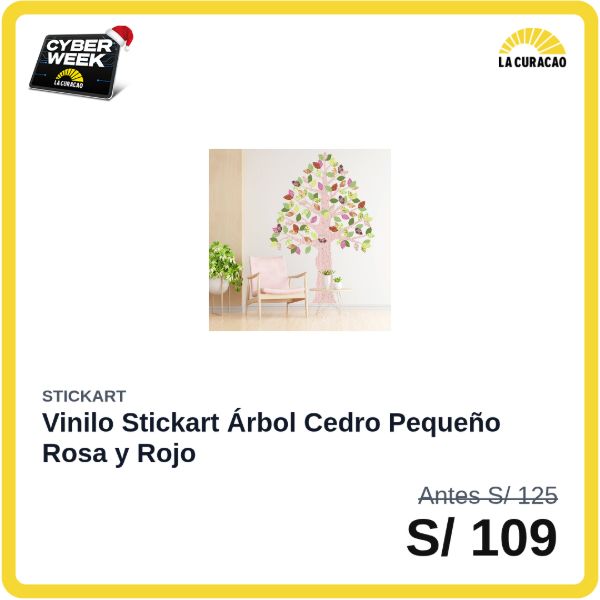 CYBER
WEEK
LA CURACAO
LA CURACAO
STICKART
Vinilo Stickart Árbol Cedro Pequeño
Rosa y Rojo
Antes S/ 125
S/ 109